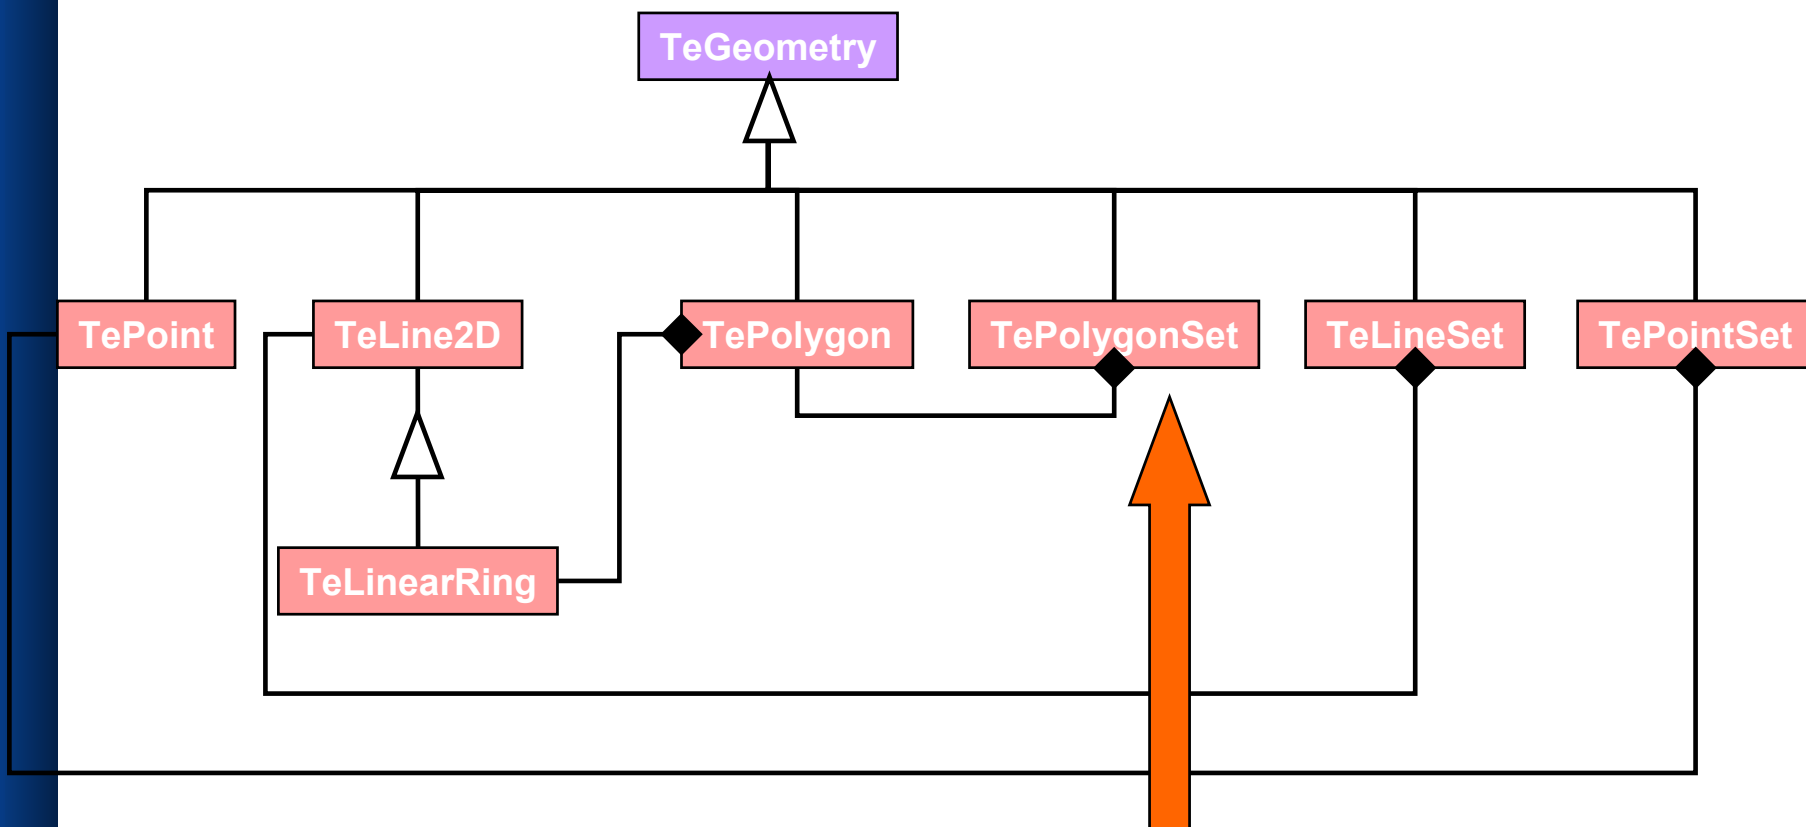 TeGeometry
TePoint
TeLine2D
TePolygon
TePolygonSet
TeLineSet
TePointSet
TeLinearRing